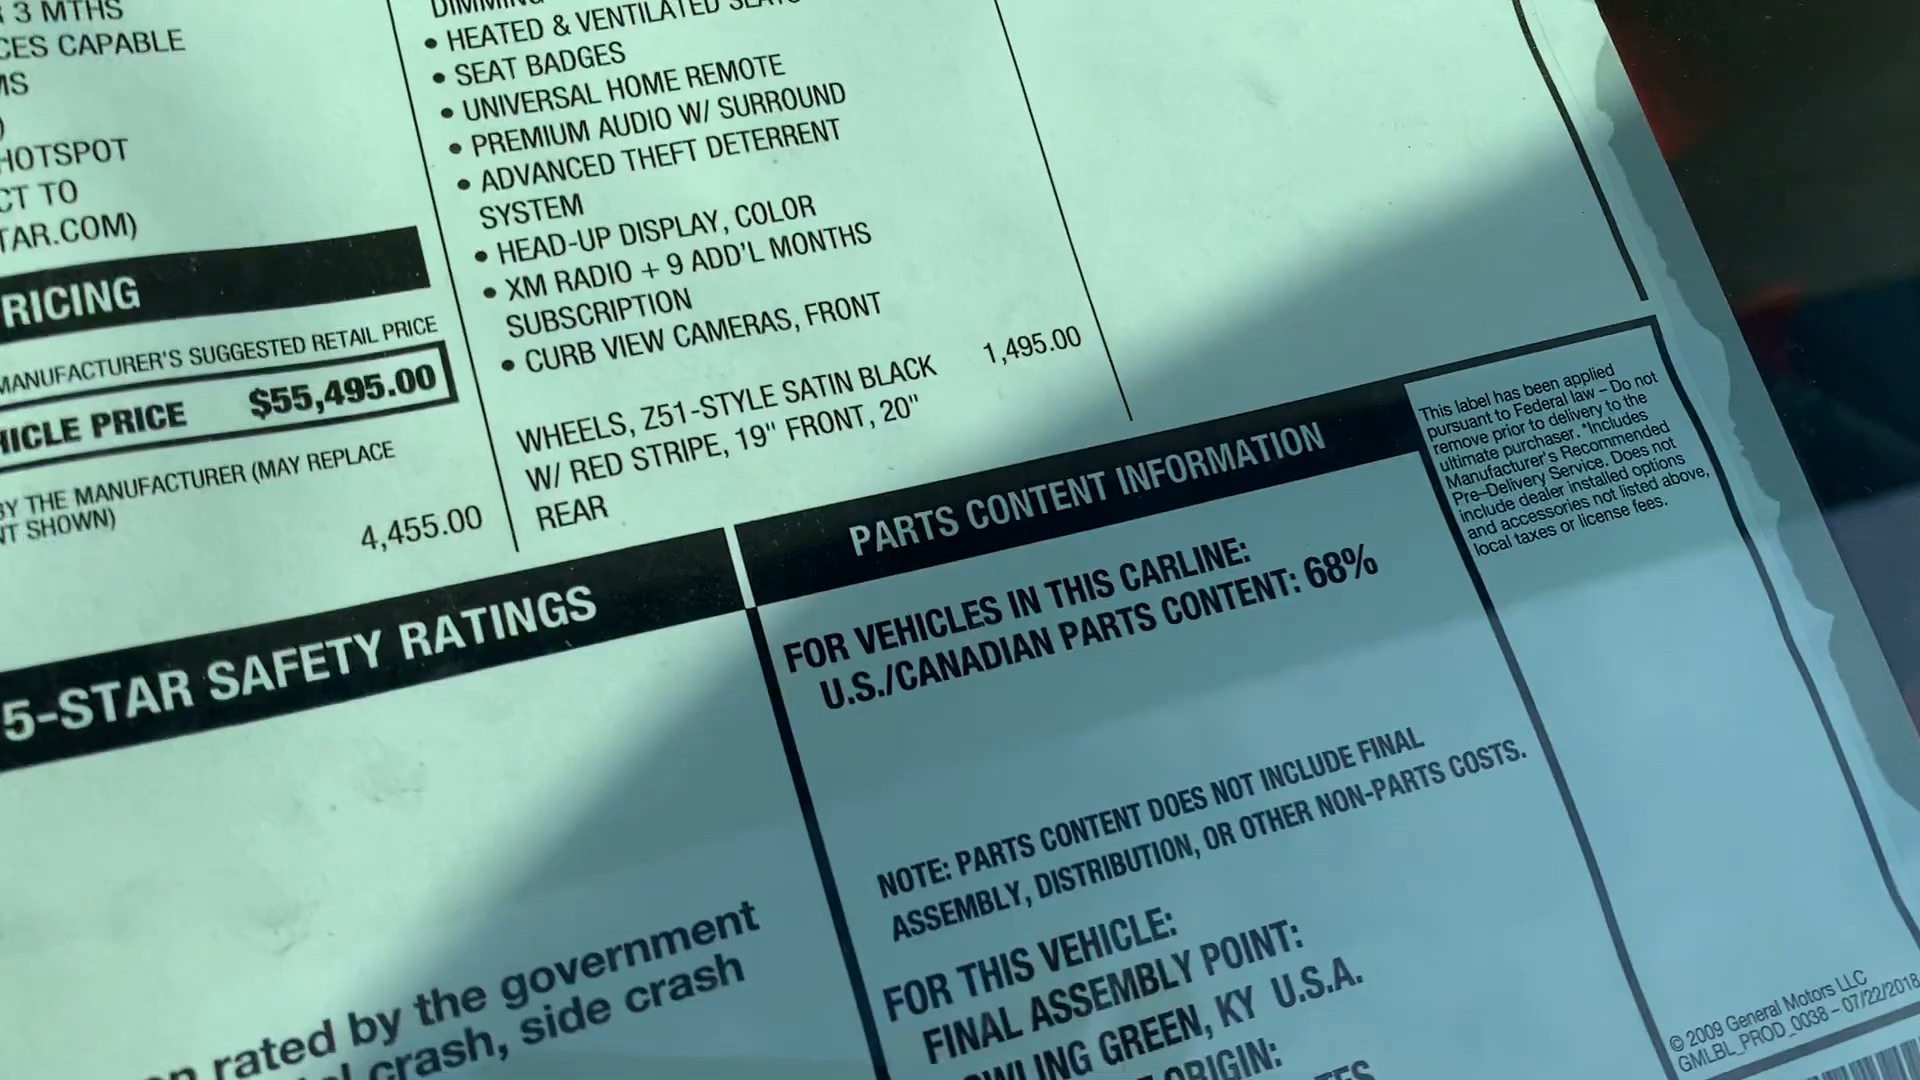 3 MTHS
CES CAPABLE
MS
)
HOTSPOT
CT TO
TAR.COM)
RICING
MANUFACTURER'S SUGGESTED RETAIL PRICE
HICLE PRICE $55,495.00
BY THE MANUFACTURER (MAY REPLACE
NT SHOWN)
4,455.00
DIMMING
• HEATED & VENTILATED SEATS
• SEAT BADGES
• UNIVERSAL HOME REMOTE
• PREMIUM AUDIO W/ SURROUND
• ADVANCED THEFT DETERRENT
SYSTEM
• HEAD-UP DISPLAY, COLOR
• XM RADIO + 9 ADD'L MONTHS
SUBSCRIPTION
• CURB VIEW CAMERAS, FRONT
WHEELS, Z51-STYLE SATIN BLACK 1,495.00
W/ RED STRIPE, 19" FRONT, 20"
REAR
5-STAR SAFETY RATINGS
rated by the government
crash, side crash
PARTS CONTENT INFORMATION
FOR VEHICLES IN THIS CARLINE:
U.S./CANADIAN PARTS CONTENT: 68%
NOTE: PARTS CONTENT DOES NOT INCLUDE FINAL
ASSEMBLY, DISTRIBUTION, OR OTHER NON-PARTS COSTS.
FOR THIS VEHICLE:
FINAL ASSEMBLY POINT:
WLING GREEN, KY U.S.A.
ORIGIN:
This label has been applied
pursuant to Federal law – Do not
remove prior to delivery to the
ultimate purchaser. *Includes
Manufacturer's Recommended
Pre–Delivery Service. Does not
include dealer installed options
and accessories not listed above,
local taxes or license fees.
© 2009 General Motors LLC
GMLBL_PROD_0038 – 07/22/2018